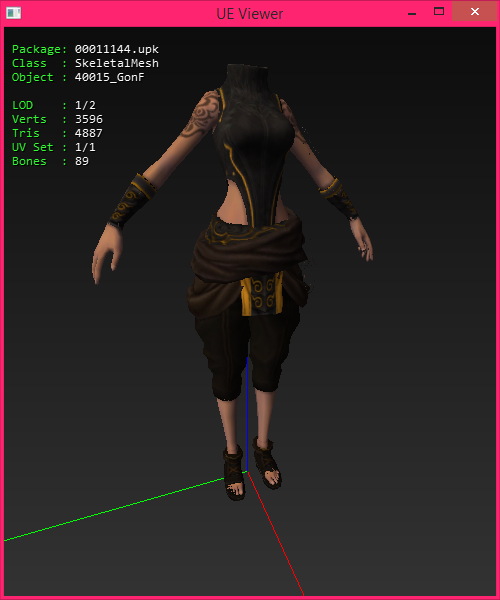 UE Viewer
Package: 00011144.upk
Class : SkeletalMesh
Object : 40015_GonF
LOD : 1/2
Verts : 3596
Tris : 4887
UV Set : 1/1
Bones : 89